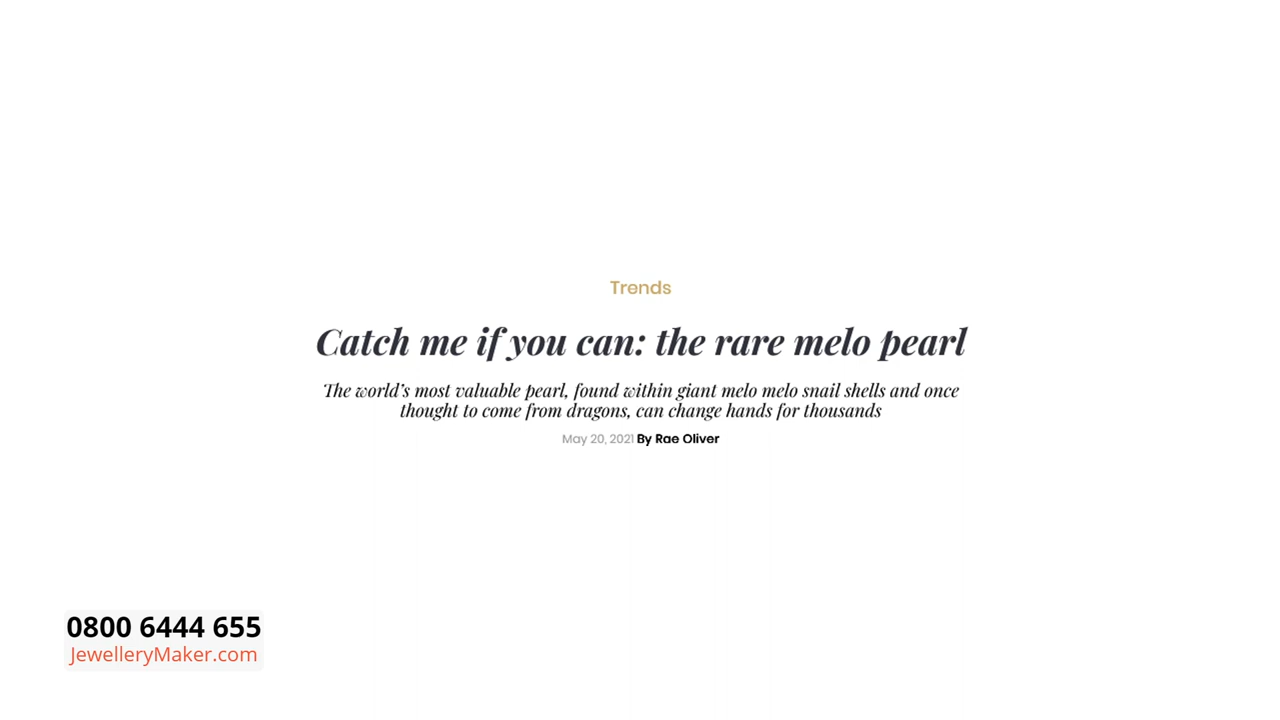 Trends
Catch me if you can: the rare melo pearl
The world's most valuable pearl, found within giant melo melo snail shells and once
thought to come from dragons, can change hands for thousands
May 20, 2021 By Rae Oliver
0800 6444 655
JewelleryMaker.com